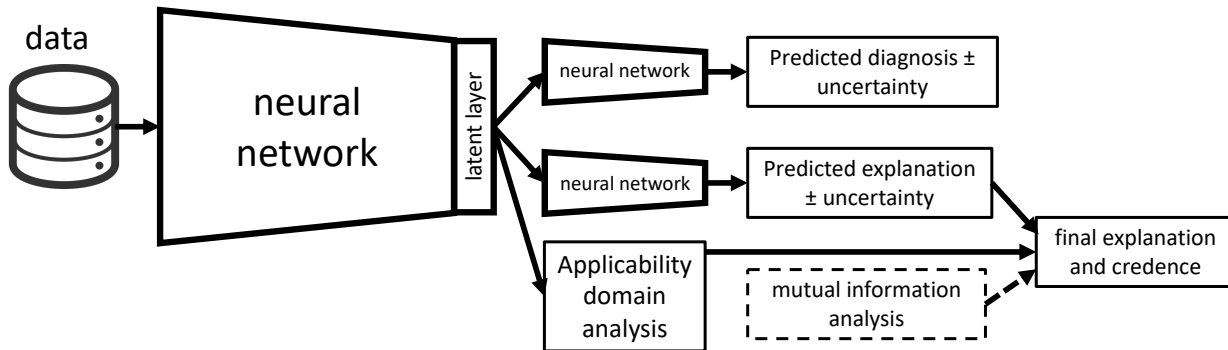 data
neural
network
latent layer
neural network
Predicted diagnosis ±
uncertainty
neural network
Predicted explanation
± uncertainty
Applicability
domain
analysis
mutual information
analysis
final explanation
and credence